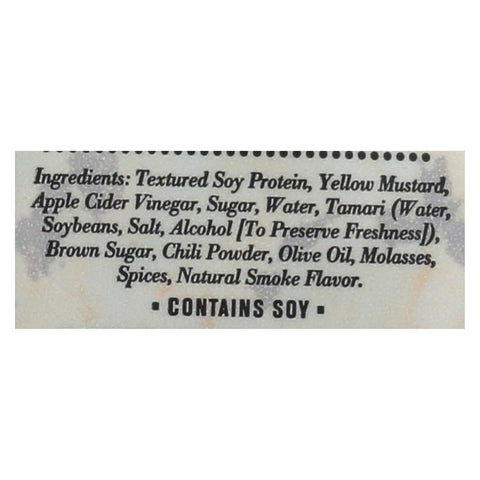 Ingredients: Textured Soy Protein, Yellow Mustard,
Apple Cider Vinegar, Sugar, Water, Tamari (Water,
Soybeans, Salt, Alcohol [To Preserve Freshness]),
Brown Sugar, Chili Powder, Olive Oil, Molasses,
Spices, Natural Smoke Flavor.
▪ CONTAINS SOY ▪